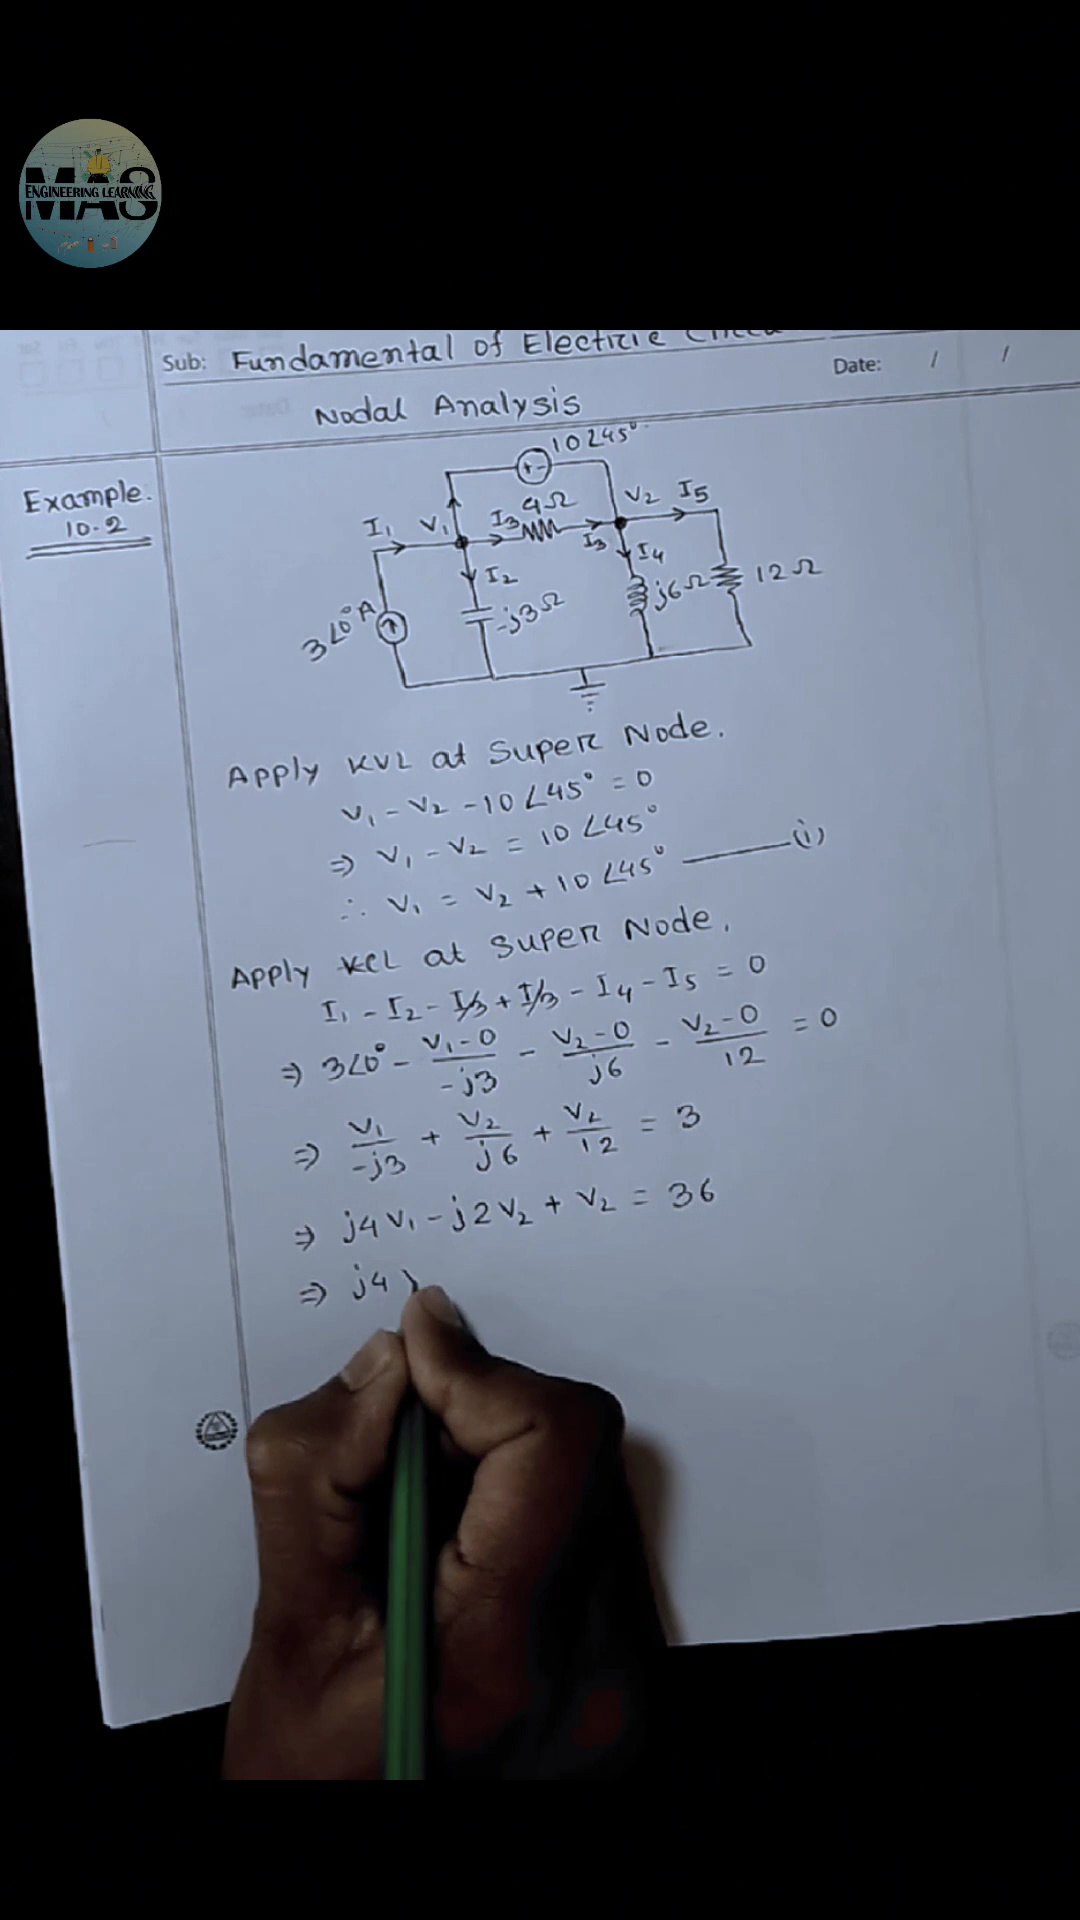 MAS
ENGINEERING LEARNING
Sub: Fundamental of Electric
Date: / /
Nodal Analysis
Example.
10.2
10∠45°
I₁ V₁ I₃ 4Ω V₂ I₅
I₃ I₄
I₂
3∠0°A -j3Ω j6Ω 12Ω
Apply KVL at Super Node.
V₁ - V₂ - 10∠45° = 0
⇒ V₁ - V₂ = 10∠45°
∴ V₁ = V₂ + 10∠45° ——— (i)
Apply KCL at Super Node.
I₁ - I₂ - I₃ + I₃ - I₄ - I₅ = 0
⇒ 3∠0° - (V₁-0)/(-j3) - (V₂-0)/(j6) - (V₂-0)/12 = 0
⇒ V₁/(-j3) + V₂/(j6) + V₂/12 = 3
⇒ j4V₁ - j2V₂ + V₂ = 36
⇒ j4